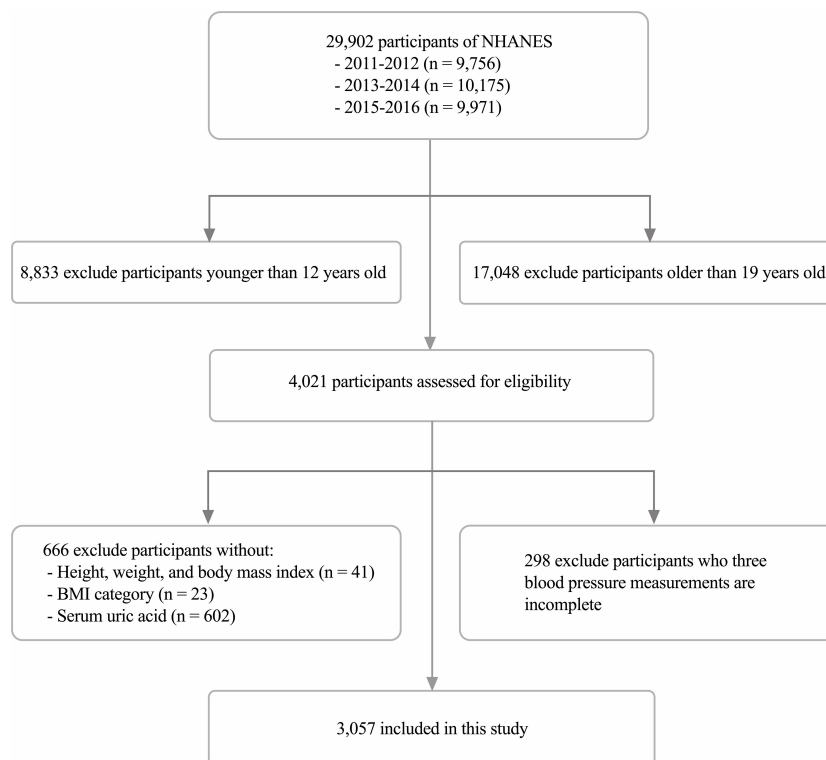 29,902 participants of NHANES
- 2011-2012 (n = 9,756)
- 2013-2014 (n = 10,175)
- 2015-2016 (n = 9,971)
8,833 exclude participants younger than 12 years old
17,048 exclude participants older than 19 years old
4,021 participants assessed for eligibility
666 exclude participants without:
- Height, weight, and body mass index (n = 41)
- BMI category (n = 23)
- Serum uric acid (n = 602)
298 exclude participants who three
blood pressure measurements are
incomplete
3,057 included in this study